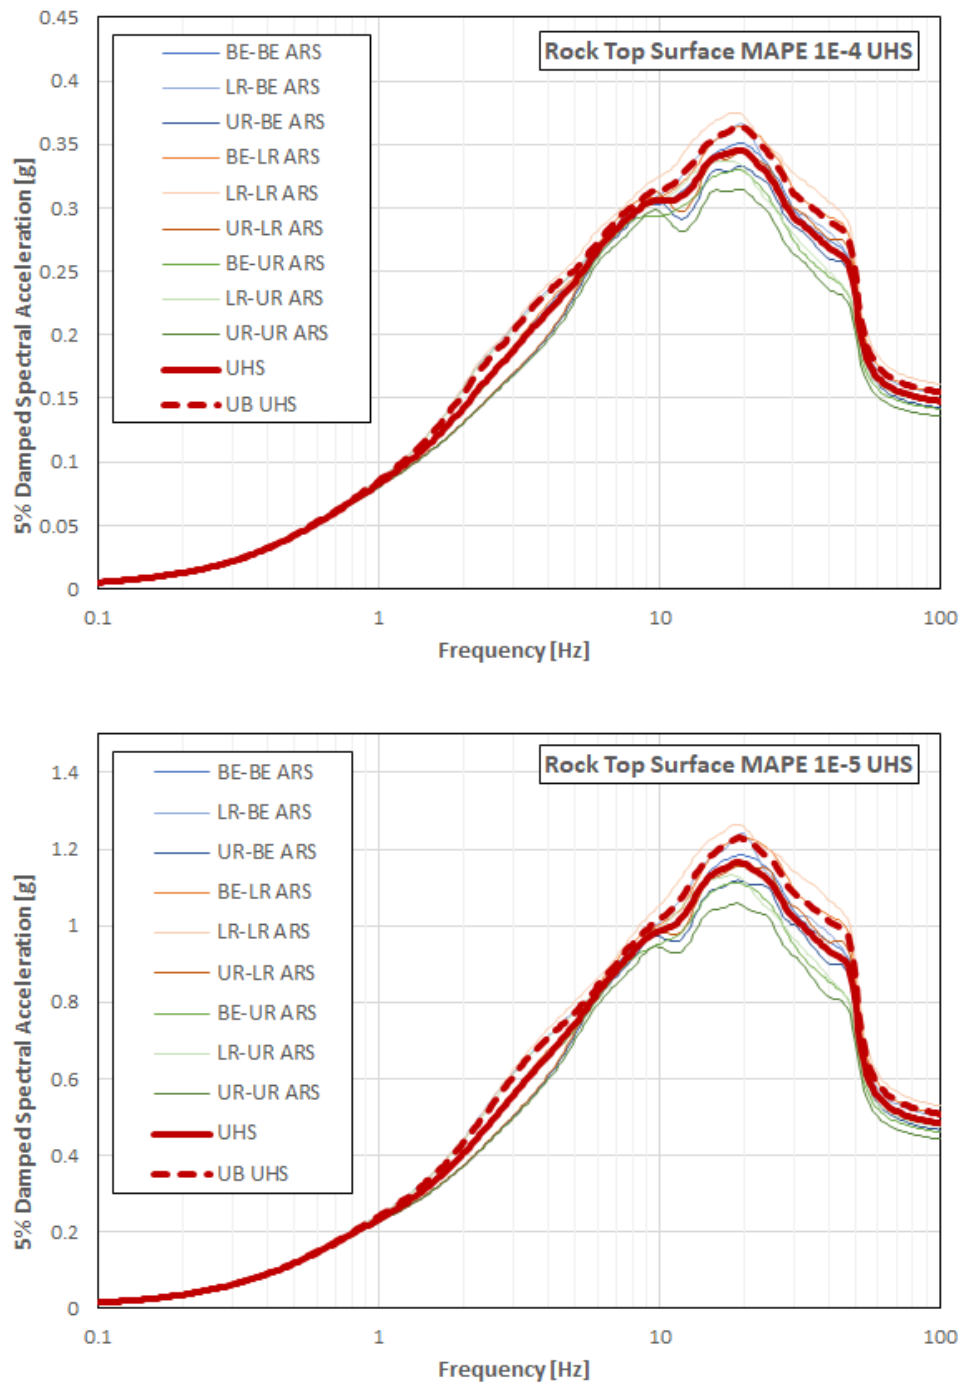 Rock Top Surface MAPE 1E-4 UHS
5% Damped Spectral Acceleration [g]
0.45
0.4
0.35
0.3
0.25
0.2
0.15
0.1
0.05
0
BE-BE ARS
LR-BE ARS
UR-BE ARS
BE-LR ARS
LR-LR ARS
UR-LR ARS
BE-UR ARS
LR-UR ARS
UR-UR ARS
UHS
UB UHS
0.1 1 10 100
Frequency [Hz]
Rock Top Surface MAPE 1E-5 UHS
5% Damped Spectral Acceleration [g]
1.4
1.2
1
0.8
0.6
0.4
0.2
0
BE-BE ARS
LR-BE ARS
UR-BE ARS
BE-LR ARS
LR-LR ARS
UR-LR ARS
BE-UR ARS
LR-UR ARS
UR-UR ARS
UHS
UB UHS
0.1 1 10 100
Frequency [Hz]